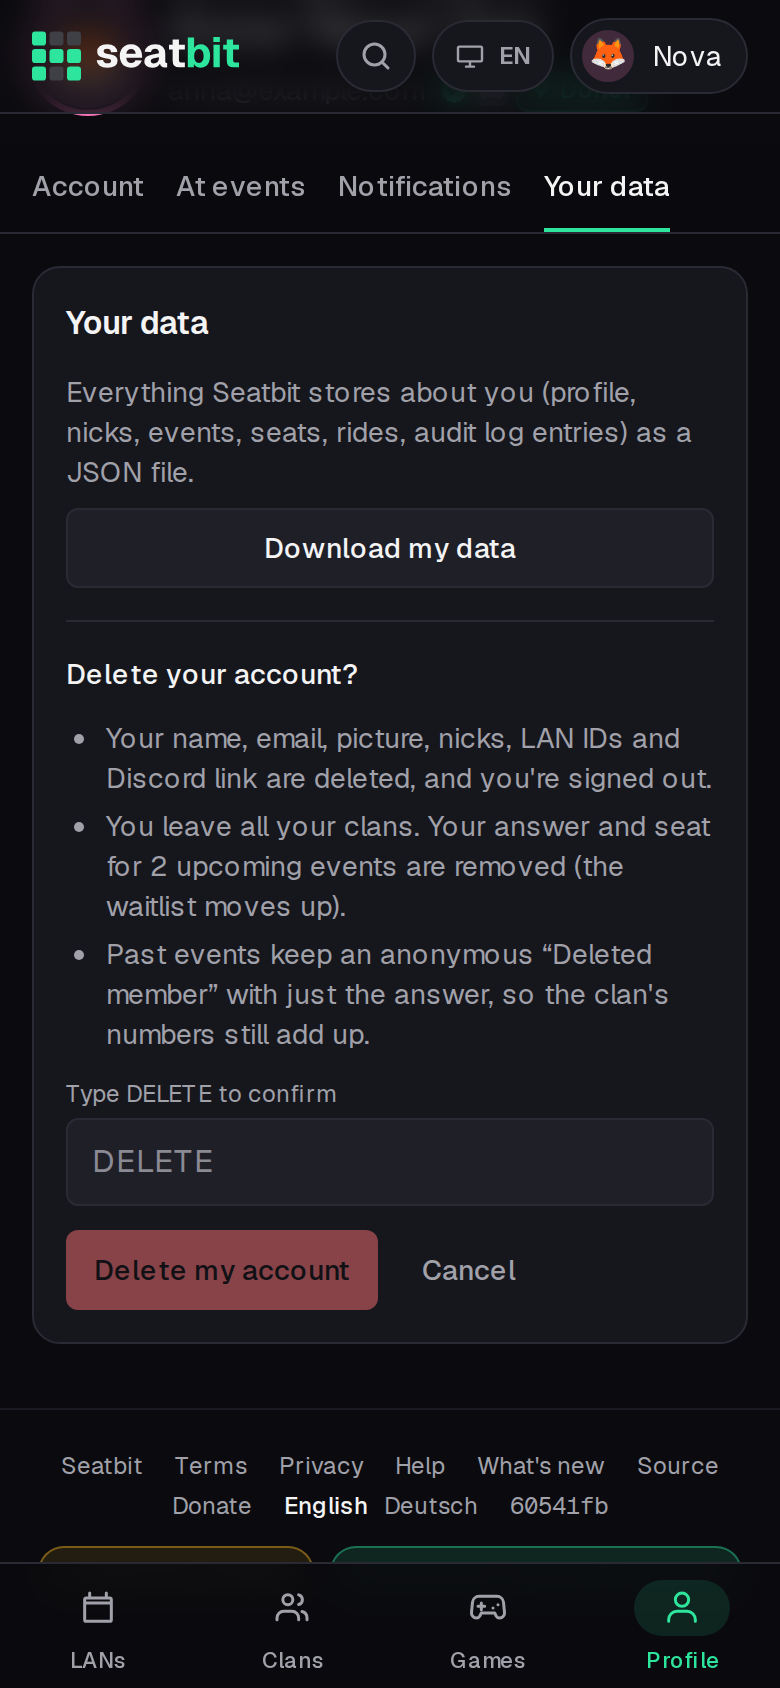 seatbit
EN
Nova
anna@example.com
Account At events Notifications Your data
Your data
Everything Seatbit stores about you (profile,
nicks, events, seats, rides, audit log entries) as a
JSON file.
Download my data
Delete your account?
Your name, email, picture, nicks, LAN IDs and
Discord link are deleted, and you're signed out.
You leave all your clans. Your answer and seat
for 2 upcoming events are removed (the
waitlist moves up).
Past events keep an anonymous “Deleted
member” with just the answer, so the clan's
numbers still add up.
Type DELETE to confirm
DELETE
Delete my account Cancel
Seatbit Terms Privacy Help What's new Source
Donate English Deutsch 60541fb
LANs Clans Games Profile